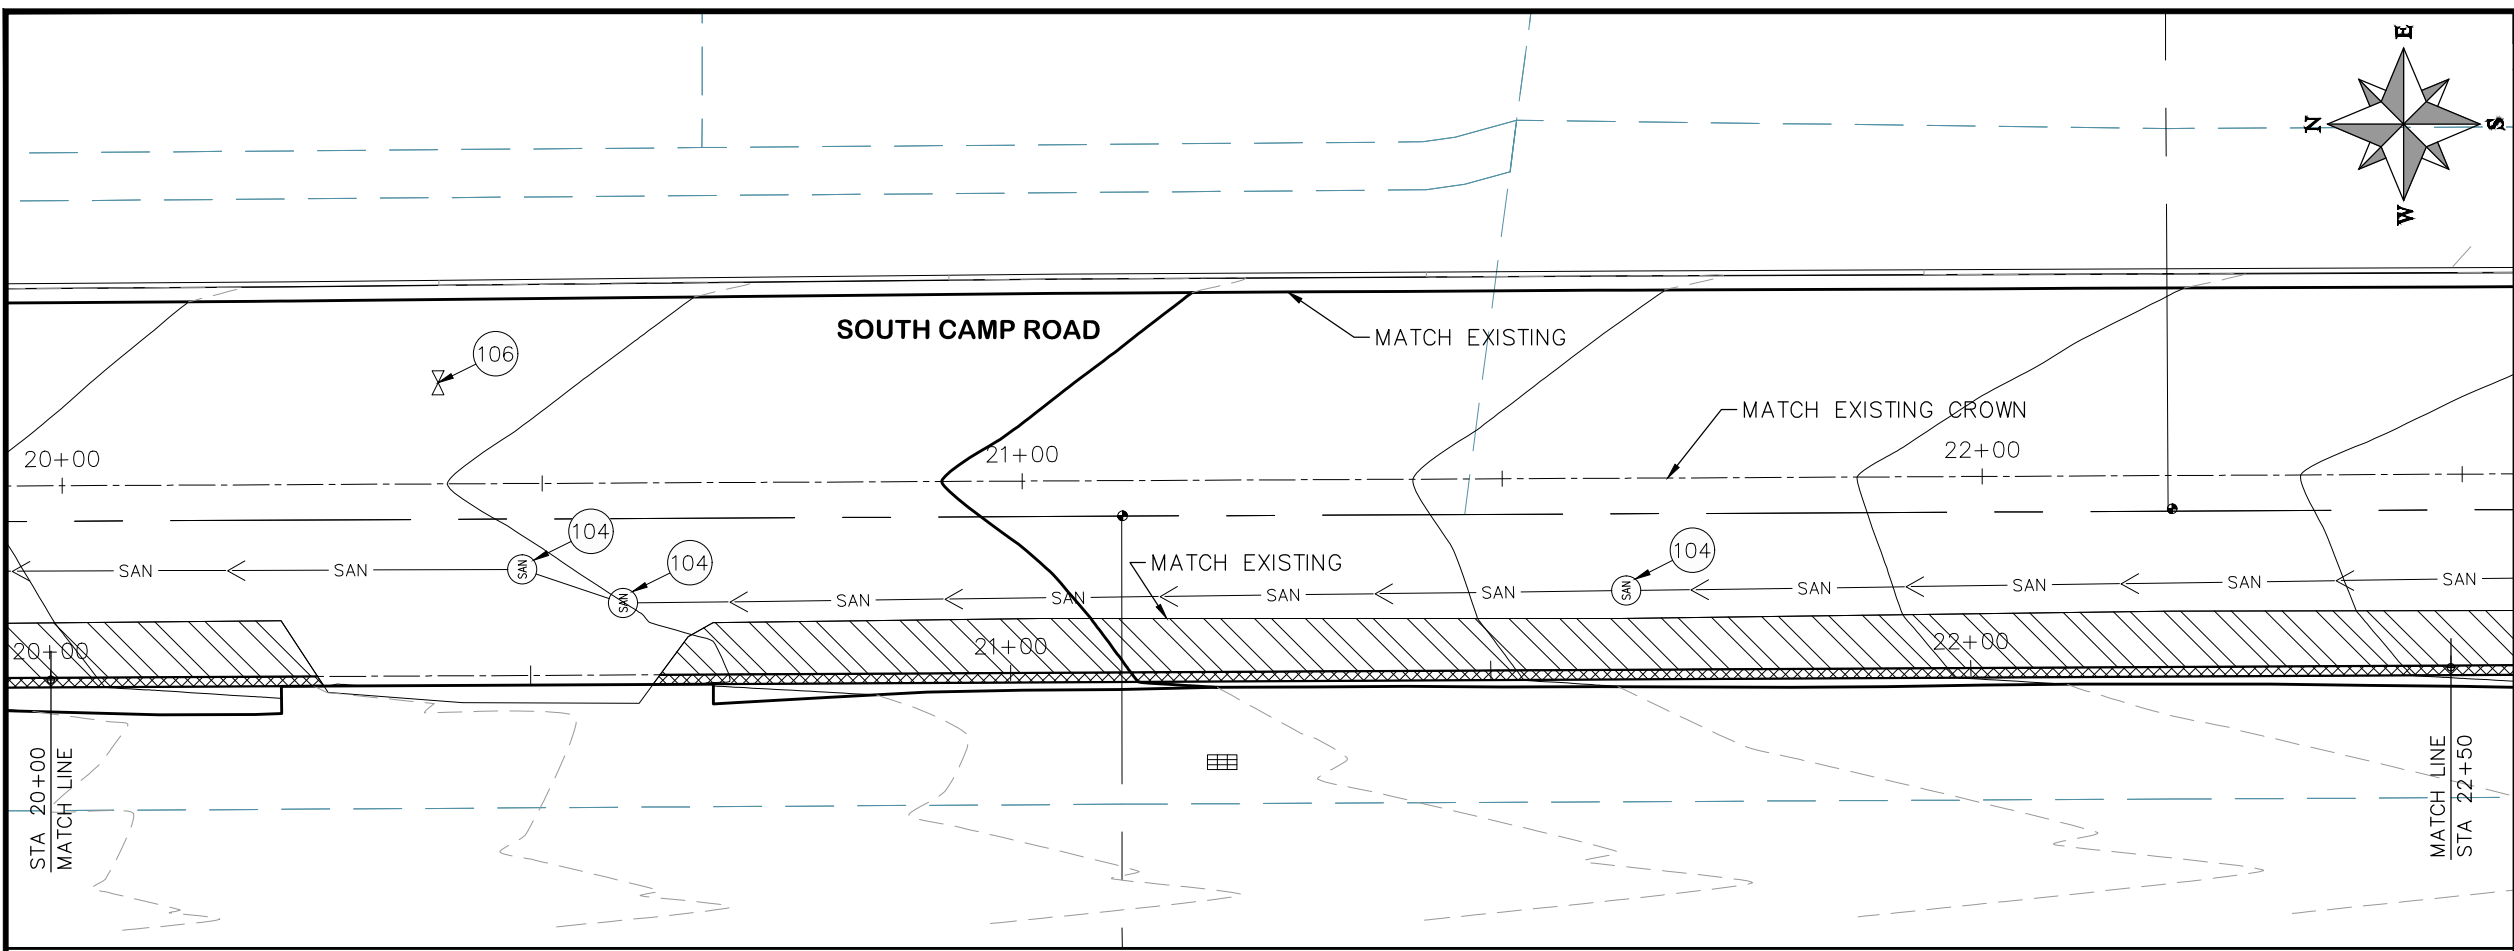 E
N
S
W
SOUTH CAMP ROAD
MATCH EXISTING
106
MATCH EXISTING CROWN
20+00
21+00
22+00
104
104
104
MATCH EXISTING
SAN
SAN
SAN
SAN
SAN
SAN
SAN
SAN
SAN
SAN
SAN
SAN
SAN
SAN
20+00
21+00
22+00
STA 20+00
MATCH LINE
MATCH LINE
STA 22+50